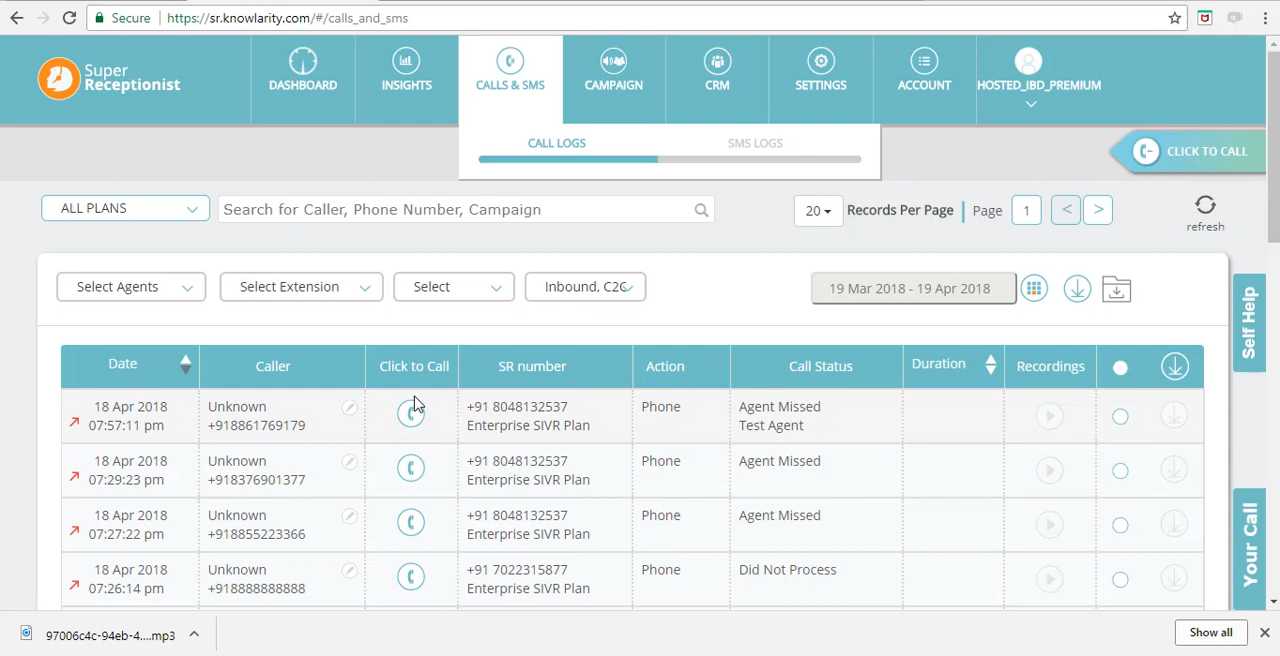 Secure https://sr.knowlarity.com/#/calls_and_sms
Super
Receptionist
DASHBOARD
INSIGHTS
CALLS & SMS
CAMPAIGN
CRM
SETTINGS
ACCOUNT
HOSTED_IBD_PREMIUM
CALL LOGS
SMS LOGS
CLICK TO CALL
ALL PLANS
Search for Caller, Phone Number, Campaign
20 Records Per Page Page 1 < >
refresh
Select Agents
Select Extension
Select
Inbound, C2C
19 Mar 2018 - 19 Apr 2018
Self Help
Date Caller Click to Call SR number Action Call Status Duration Recordings
18 Apr 2018 Unknown +91 8048132537 Phone Agent Missed
07:57:11 pm +918861769179 Enterprise SIVR Plan Test Agent
18 Apr 2018 Unknown +91 8048132537 Phone Agent Missed
07:29:23 pm +918376901377 Enterprise SIVR Plan
18 Apr 2018 Unknown +91 8048132537 Phone Agent Missed
07:27:22 pm +918855223366 Enterprise SIVR Plan
18 Apr 2018 Unknown +91 7022315877 Phone Did Not Process
07:26:14 pm +918888888888 Enterprise SIVR Plan
Your Call
97006c4c-94eb-4....mp3
Show all